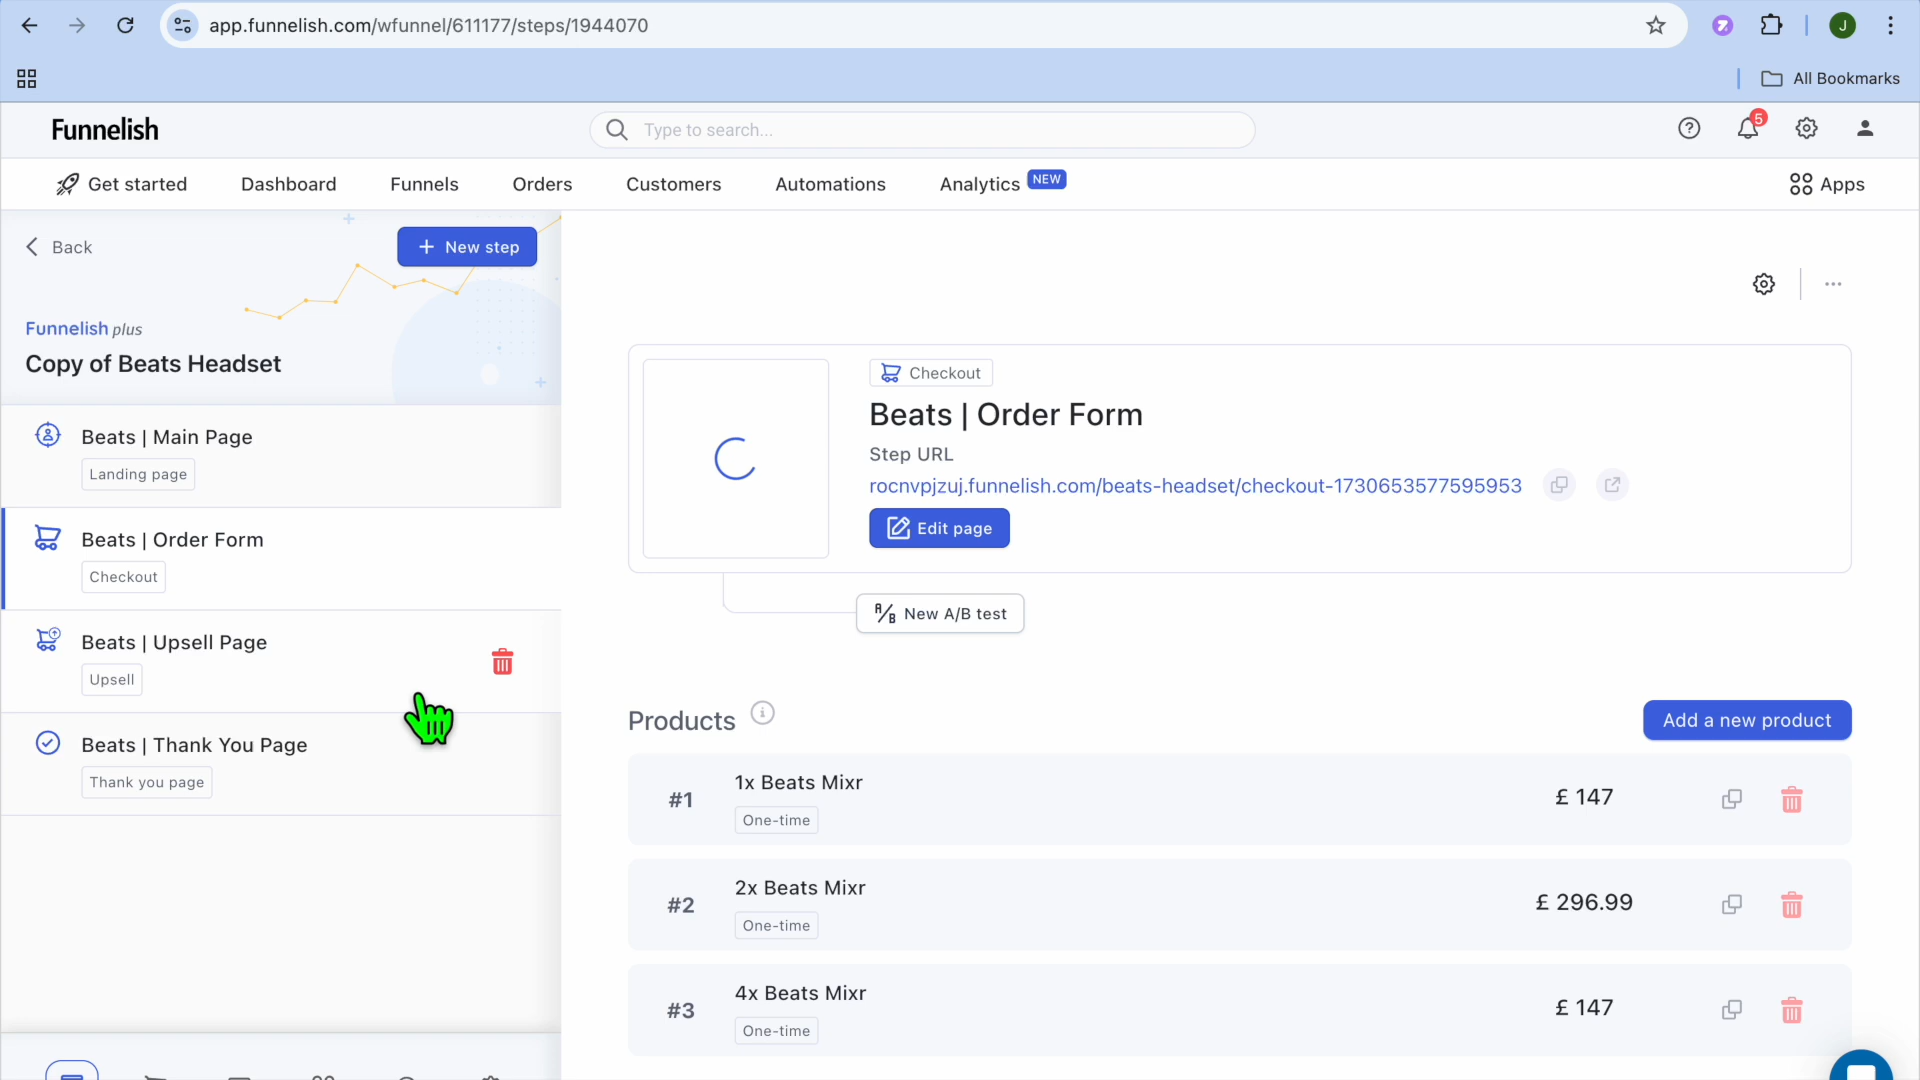 app.funnelish.com/wfunnel/611177/steps/1944070
J
All Bookmarks
Funnelish
Type to search...
5
Get started
Dashboard
Funnels
Orders
Customers
Automations
Analytics NEW
Apps
Back
+ New step
Funnelish plus
Copy of Beats Headset
Beats | Main Page
Landing page
Beats | Order Form
Checkout
Beats | Upsell Page
Upsell
Beats | Thank You Page
Thank you page
Checkout
Beats | Order Form
Step URL
rocnvpjzuj.funnelish.com/beats-headset/checkout-1730653577595953
Edit page
A/B New A/B test
Products
Add a new product
#1
1x Beats Mixr
One-time
£ 147
#2
2x Beats Mixr
One-time
£ 296.99
#3
4x Beats Mixr
One-time
£ 147